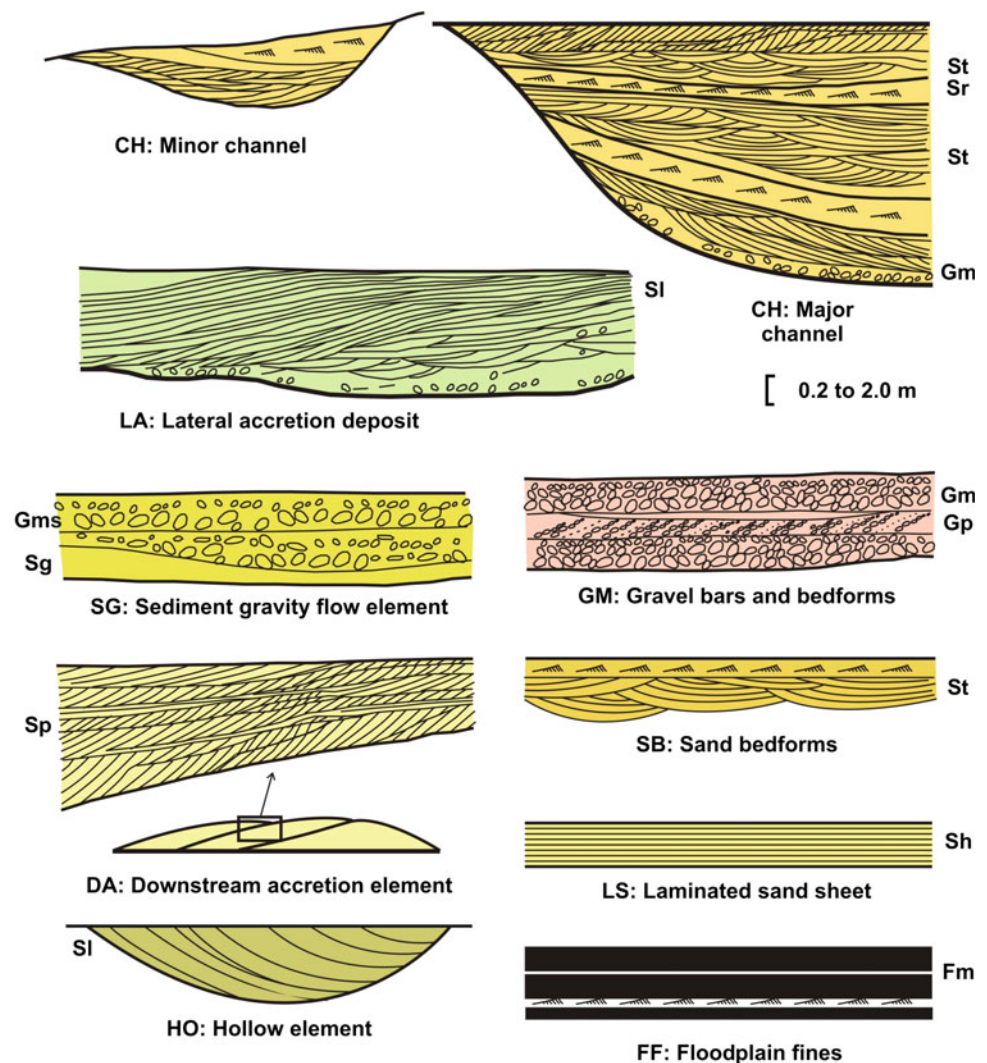 CH: Minor channel
St
Sr
St
Gm
CH: Major
channel
Sl
LA: Lateral accretion deposit
0.2 to 2.0 m
Gms
Sg
SG: Sediment gravity flow element
Gm
Gp
GM: Gravel bars and bedforms
Sp
DA: Downstream accretion element
St
SB: Sand bedforms
Sh
LS: Laminated sand sheet
Sl
HO: Hollow element
Fm
FF: Floodplain fines